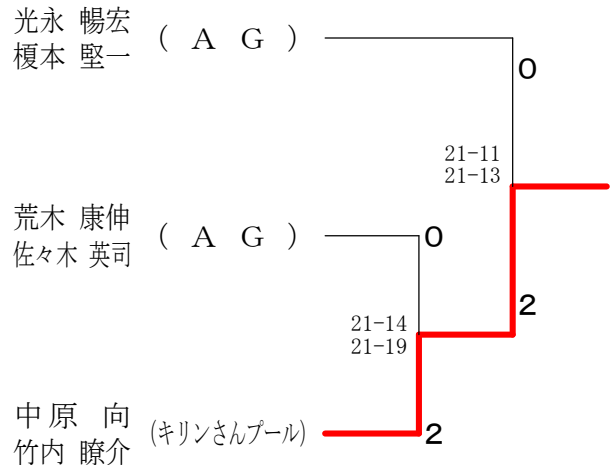 光永 暢宏
榎本 堅一
( A G )
0
21-11
21-13
荒木 康伸
佐々木 英司
( A G )
0
2
21-14
21-19
中原 向
竹内 瞭介
(キリンさんプール)
2